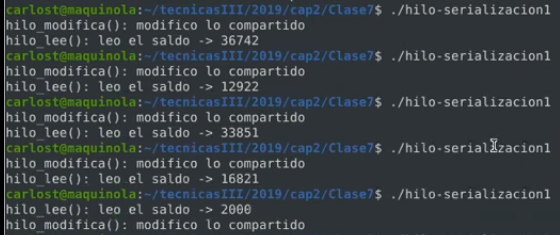 carlost@maquinola:~/tecnicasIII/2019/cap2/Clase7$ ./hilo-serializacion1
hilo_modifica(): modifico lo compartido
hilo_lee(): leo el saldo -> 36742
carlost@maquinola:~/tecnicasIII/2019/cap2/Clase7$ ./hilo-serializacion1
hilo_modifica(): modifico lo compartido
hilo_lee(): leo el saldo -> 12922
carlost@maquinola:~/tecnicasIII/2019/cap2/Clase7$ ./hilo-serializacion1
hilo_modifica(): modifico lo compartido
hilo_lee(): leo el saldo -> 33851
carlost@maquinola:~/tecnicasIII/2019/cap2/Clase7$ ./hilo-serializacion1
hilo_modifica(): modifico lo compartido
hilo_lee(): leo el saldo -> 16821
carlost@maquinola:~/tecnicasIII/2019/cap2/Clase7$ ./hilo-serializacion1
hilo_lee(): leo el saldo -> 2000
hilo_modifica(): modifico lo compartido